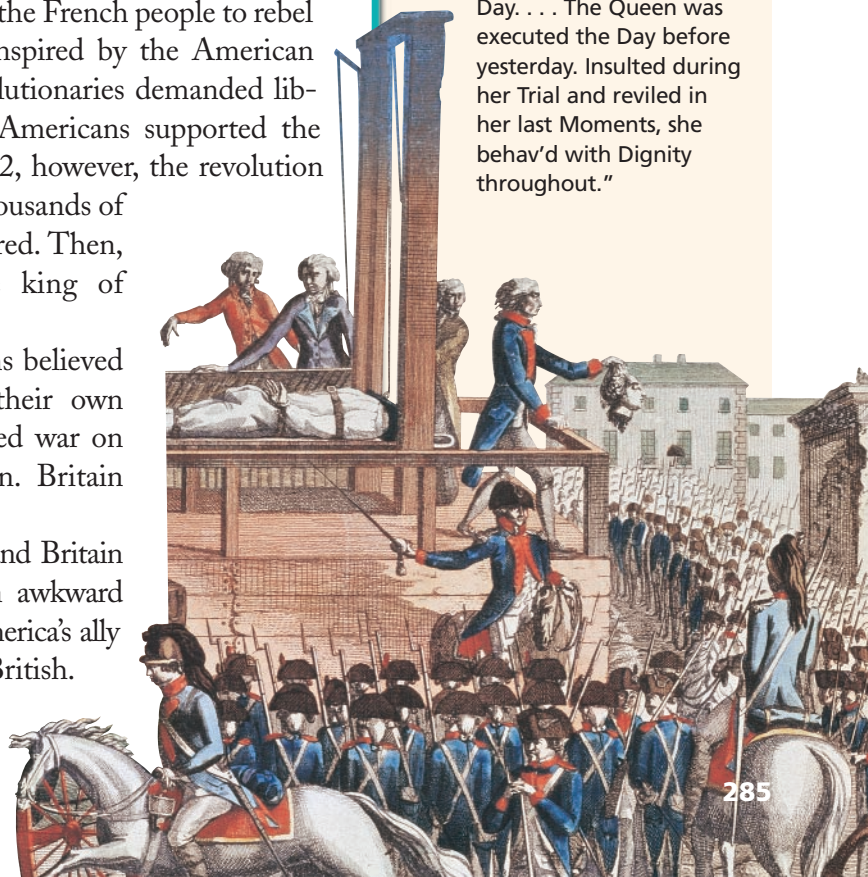 the French people to rebel
nspired by the American
lutionaries demanded lib-
Americans supported the
2, however, the revolution
ousands of
red. Then,
king of
ns believed
their own
ed war on
n. Britain
nd Britain
awkward
nerica's ally
British.
Day. . . . The Queen was
executed the Day before
yesterday. Insulted during
her Trial and reviled in
her last Moments, she
behav'd with Dignity
throughout."
285